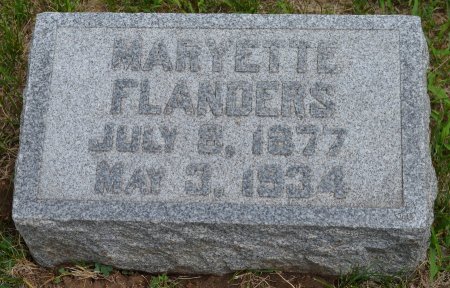 MARYETTE
FLANDERS
JULY 8, 1877
MAY 3, 1934